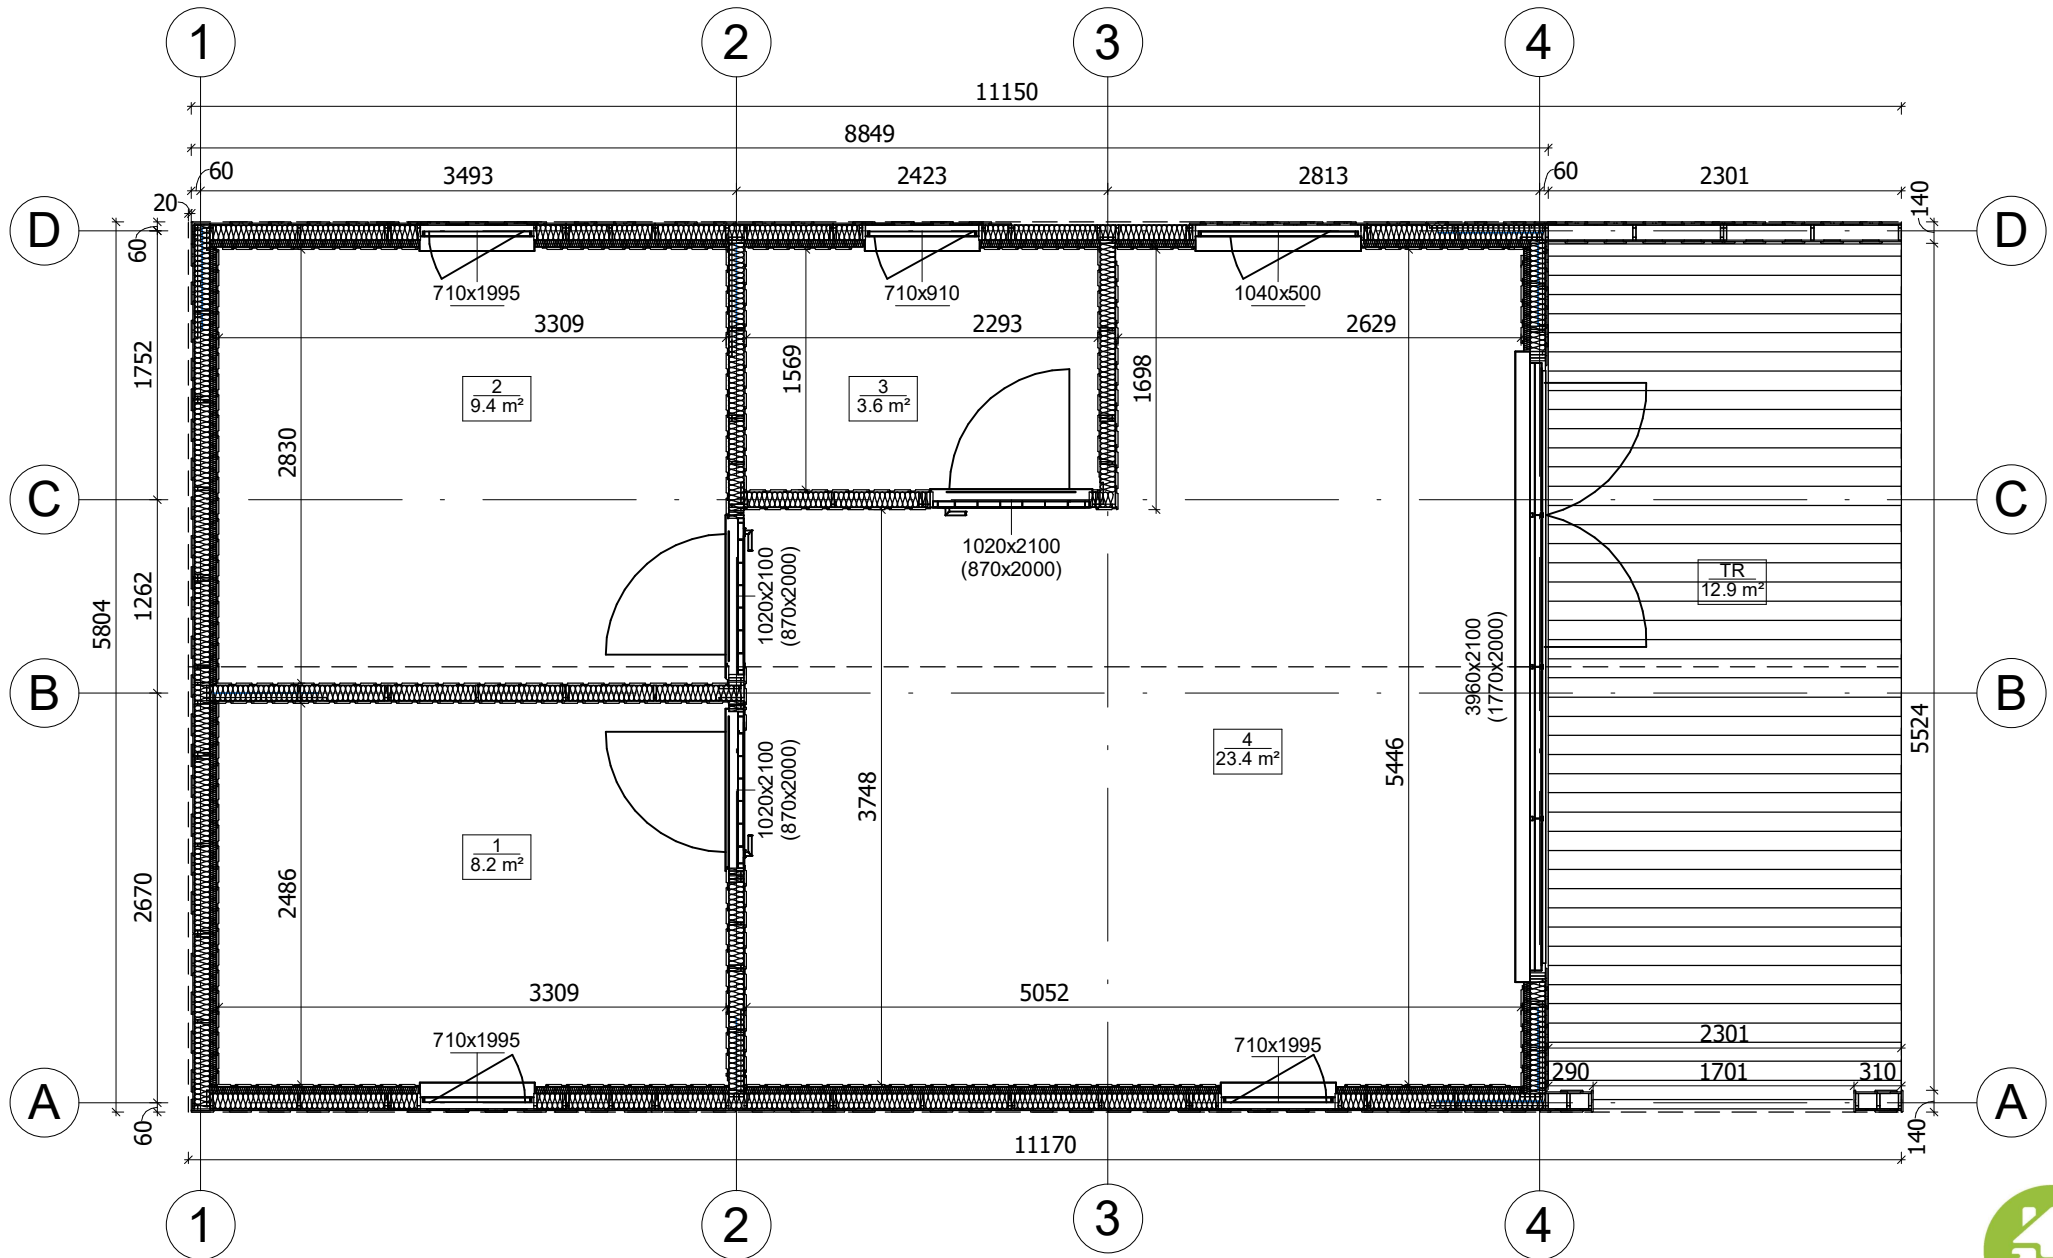 1 2 3 4
11150
8849
60 3493 2423 2813 60 2301
20 140
D D
60
710x1995 710x910 1040x500
3309 2293 2629
1752 1569 1698
2
9.4 m²
3
3.6 m²
2830
C C
1020x2100
(870x2000)
1020x2100
(870x2000)
TR
12.9 m²
1262
5804
3960x2100
(1770x2000)
B B
5524
4
23.4 m²
1020x2100
(870x2000)
3748 5446
1
8.2 m²
2670 2486
3309 5052
710x1995 710x1995
2301
290 1701 310
A A
60 140
11170
1 2 3 4